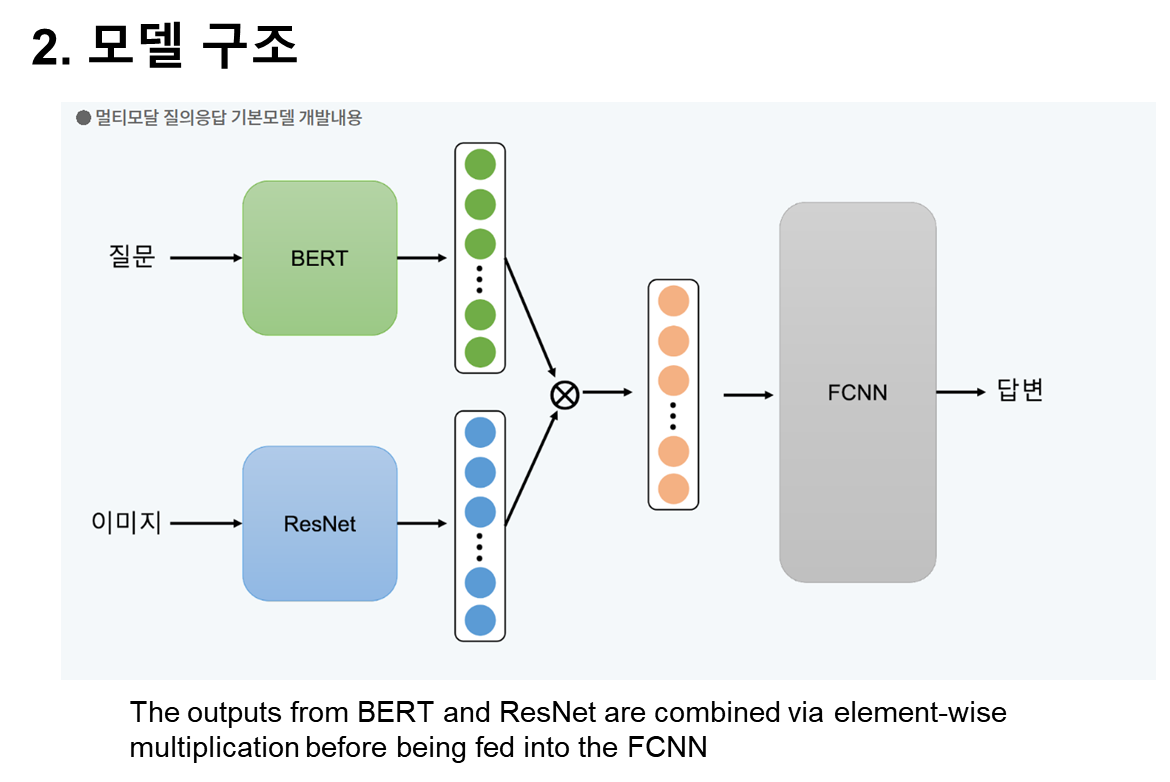 2. 모델 구조
● 멀티모달 질의응답 기본모델 개발내용
질문
BERT
이미지
ResNet
FCNN
답변
The outputs from BERT and ResNet are combined via element-wise
multiplication before being fed into the FCNN